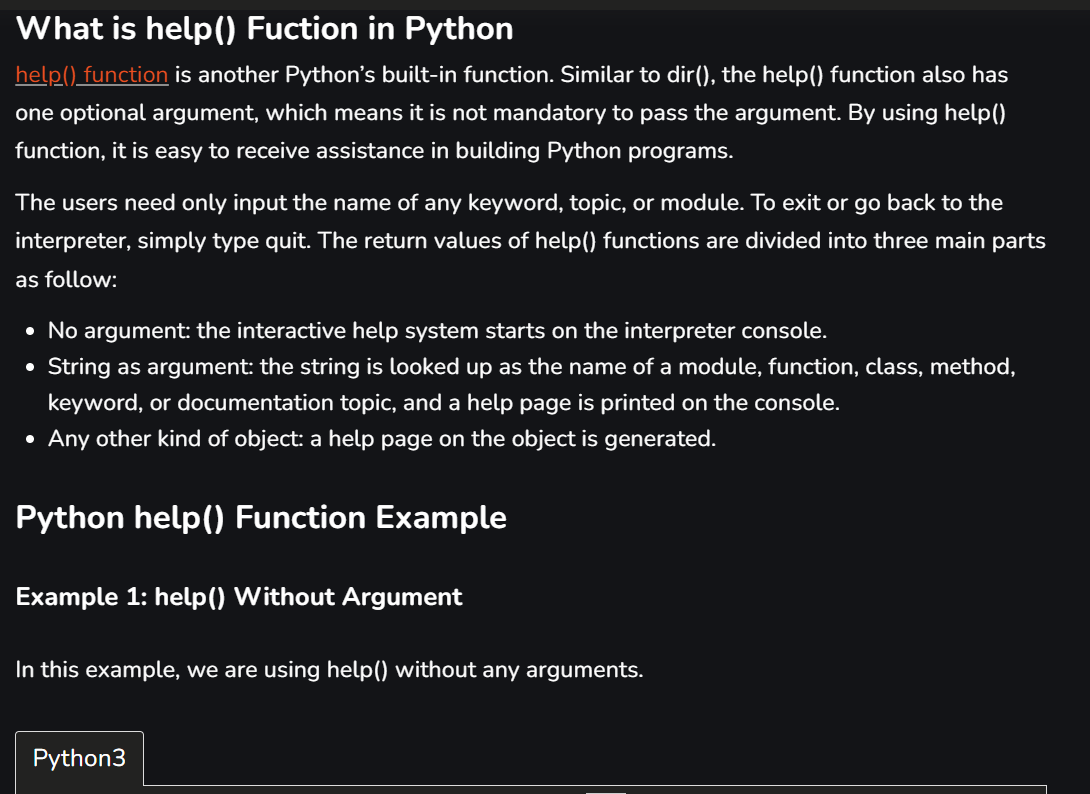 What is help() Fuction in Python
help() function is another Python's built-in function. Similar to dir(), the help() function also has
one optional argument, which means it is not mandatory to pass the argument. By using help()
function, it is easy to receive assistance in building Python programs.
The users need only input the name of any keyword, topic, or module. To exit or go back to the
interpreter, simply type quit. The return values of help() functions are divided into three main parts
as follow:
• No argument: the interactive help system starts on the interpreter console.
• String as argument: the string is looked up as the name of a module, function, class, method,
keyword, or documentation topic, and a help page is printed on the console.
• Any other kind of object: a help page on the object is generated.
Python help() Function Example
Example 1: help() Without Argument
In this example, we are using help() without any arguments.
Python3